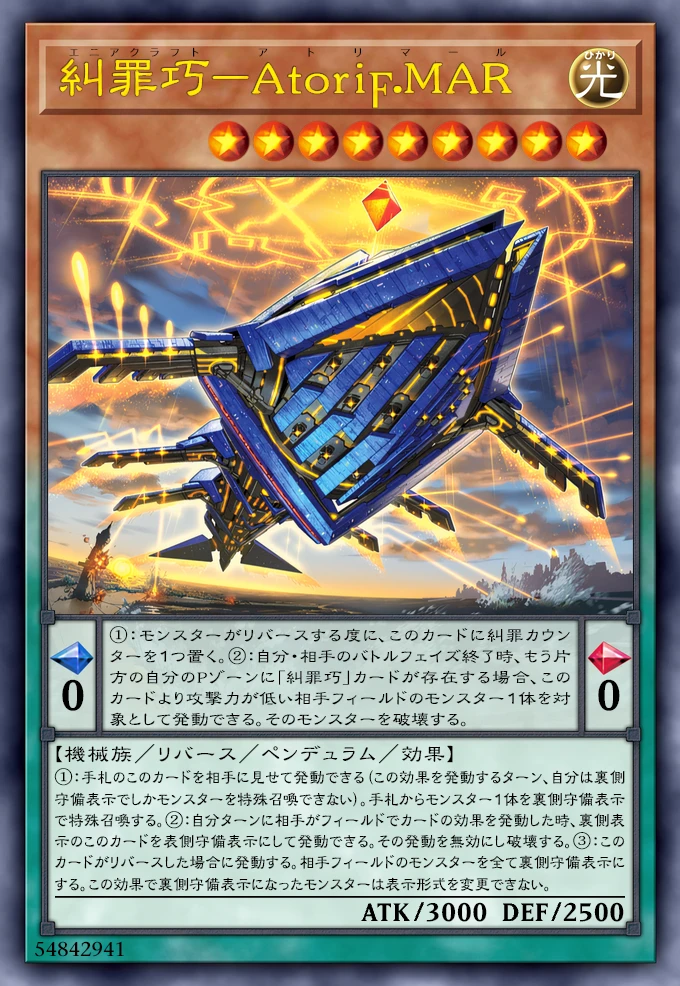 エニアクラフト アトリマール
糾罪巧－Atoriꜰ.MAR
ひかり
光
①：モンスターがリバースする度に、このカードに糾罪カウン
ターを1つ置く。②：自分・相手のバトルフェイズ終了時、もう片
方の自分のPゾーンに「糾罪巧」カードが存在する場合、この
カードより攻撃力が低い相手フィールドのモンスター1体を対
象として発動できる。そのモンスターを破壊する。
0
0
【機械族／リバース／ペンデュラム／効果】
①：手札のこのカードを相手に見せて発動できる(この効果を発動するターン、自分は裏側
守備表示でしかモンスターを特殊召喚できない)。手札からモンスター1体を裏側守備表示
で特殊召喚する。②：自分ターンに相手がフィールドでカードの効果を発動した時、裏側表
示のこのカードを表側守備表示にして発動できる。その発動を無効にし破壊する。③：この
カードがリバースした場合に発動する。相手フィールドのモンスターを全て裏側守備表示に
する。この効果で裏側守備表示になったモンスターは表示形式を変更できない。
ATK/3000 DEF/2500
54842941